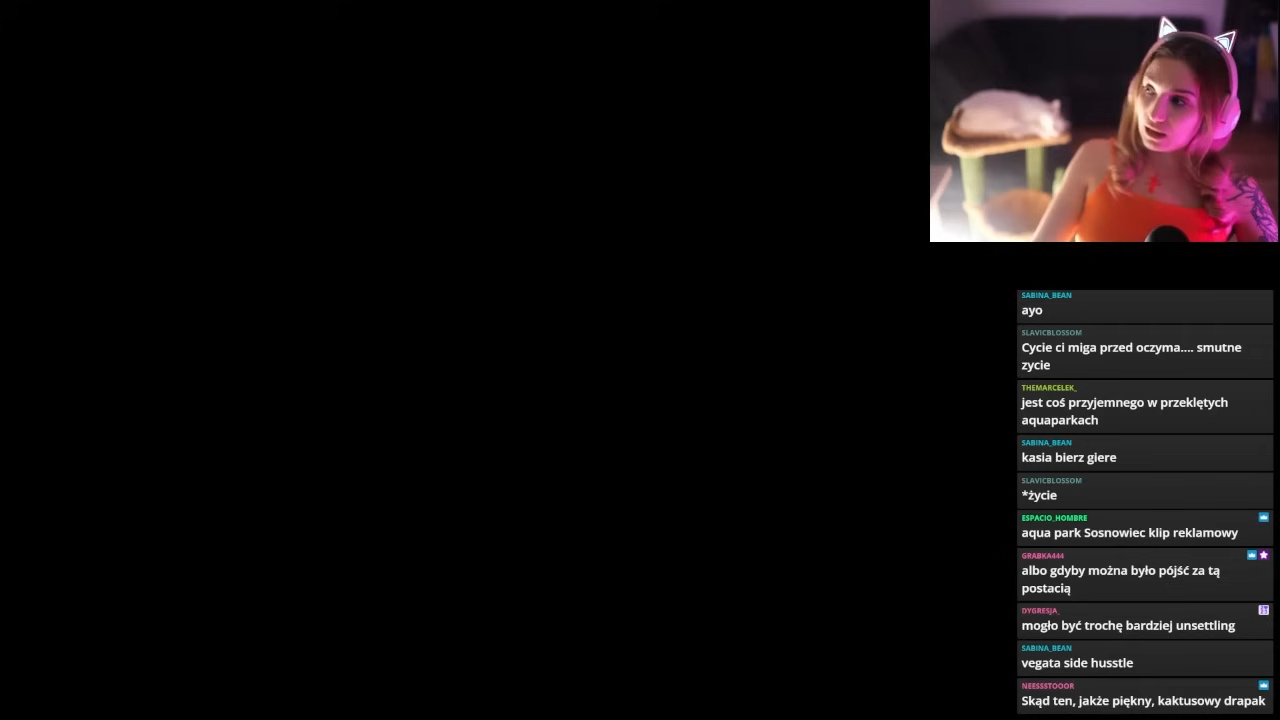 SABINA_BEAN
ayo
SLAVICBLOSSOM
Cycie ci miga przed oczyma.... smutne
zycie
THEMARCELEK_
jest coś przyjemnego w przeklętych
aquaparkach
SABINA_BEAN
kasia bierz giere
SLAVICBLOSSOM
*życie
ESPACIO_HOMBRE
aqua park Sosnowiec klip reklamowy
GRABKA444
albo gdyby można było pójść za tą
postacią
DYGRESJA_
mogło być trochę bardziej unsettling
SABINA_BEAN
vegata side husstle
NEESSSTOOOR
Skąd ten, jakże piękny, kaktusowy drapak